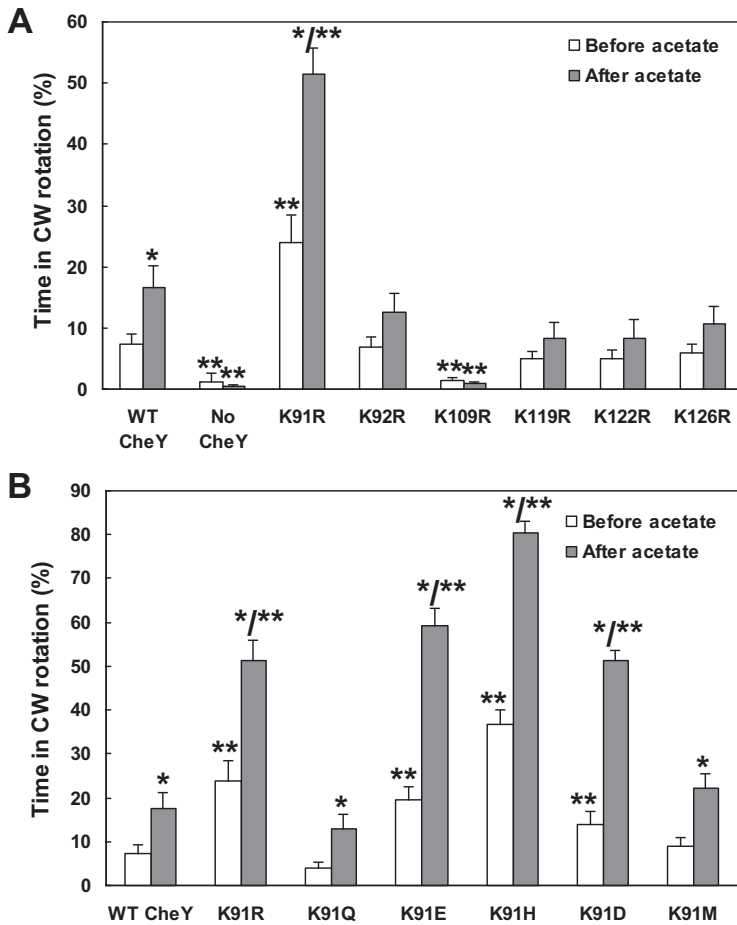 A
Time in CW rotation (%)
60
50
40
30
20
10
0
Before acetate
After acetate
*
**
**
**
*/**
**
**
WT
CheY
No
CheY
K91R
K92R
K109R
K119R
K122R
K126R
B
Time in CW rotation (%)
90
80
70
60
50
40
30
20
10
0
Before acetate
After acetate
*
**
*/**
*
**
*/**
**
*/**
**
*/**
*
WT CheY
K91R
K91Q
K91E
K91H
K91D
K91M